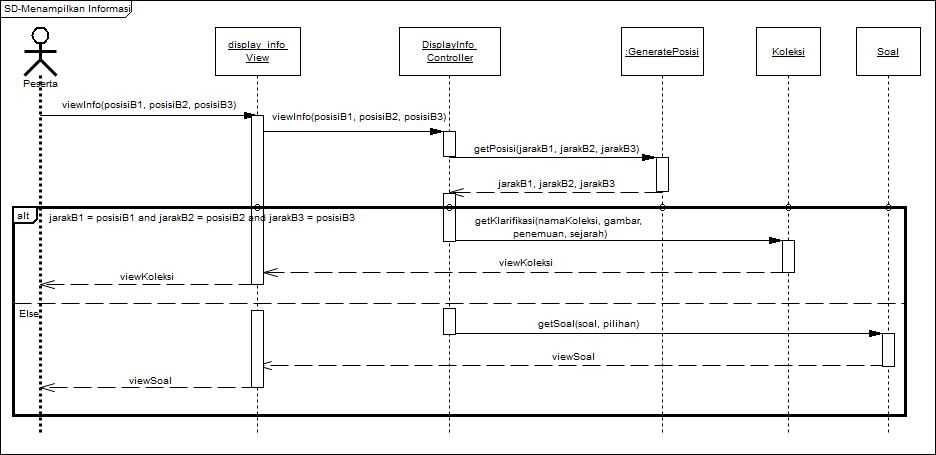 SD-Menampilkan Informasi
display_info
View
DisplayInfo
Controller
:GeneratePosisi
Koleksi
Soal
Peserta
viewInfo(posisiB1, posisiB2, posisiB3)
viewInfo(posisiB1, posisiB2, posisiB3)
getPosisi(jarakB1, jarakB2, jarakB3)
jarakB1, jarakB2, jarakB3
alt
jarakB1 = posisiB1 and jarakB2 = posisiB2 and jarakB3 = posisiB3
getKlarifikasi(namaKoleksi, gambar,
penemuan, sejarah)
viewKoleksi
viewKoleksi
Else
getSoal(soal, pilihan)
viewSoal
viewSoal